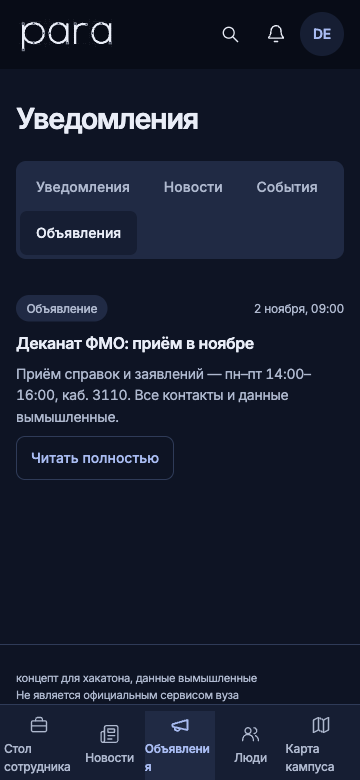 para
DE
Уведомления
Уведомления Новости События
Объявления
Объявление 2 ноября, 09:00
Деканат ФМО: приём в ноябре
Приём справок и заявлений — пн–пт 14:00–
16:00, каб. 3110. Все контакты и данные
вымышленные.
Читать полностью
концепт для хакатона, данные вымышленные
Не является официальным сервисом вуза
Стол
сотрудника
Новости
Объявлени
я
Люди
Карта
кампуса